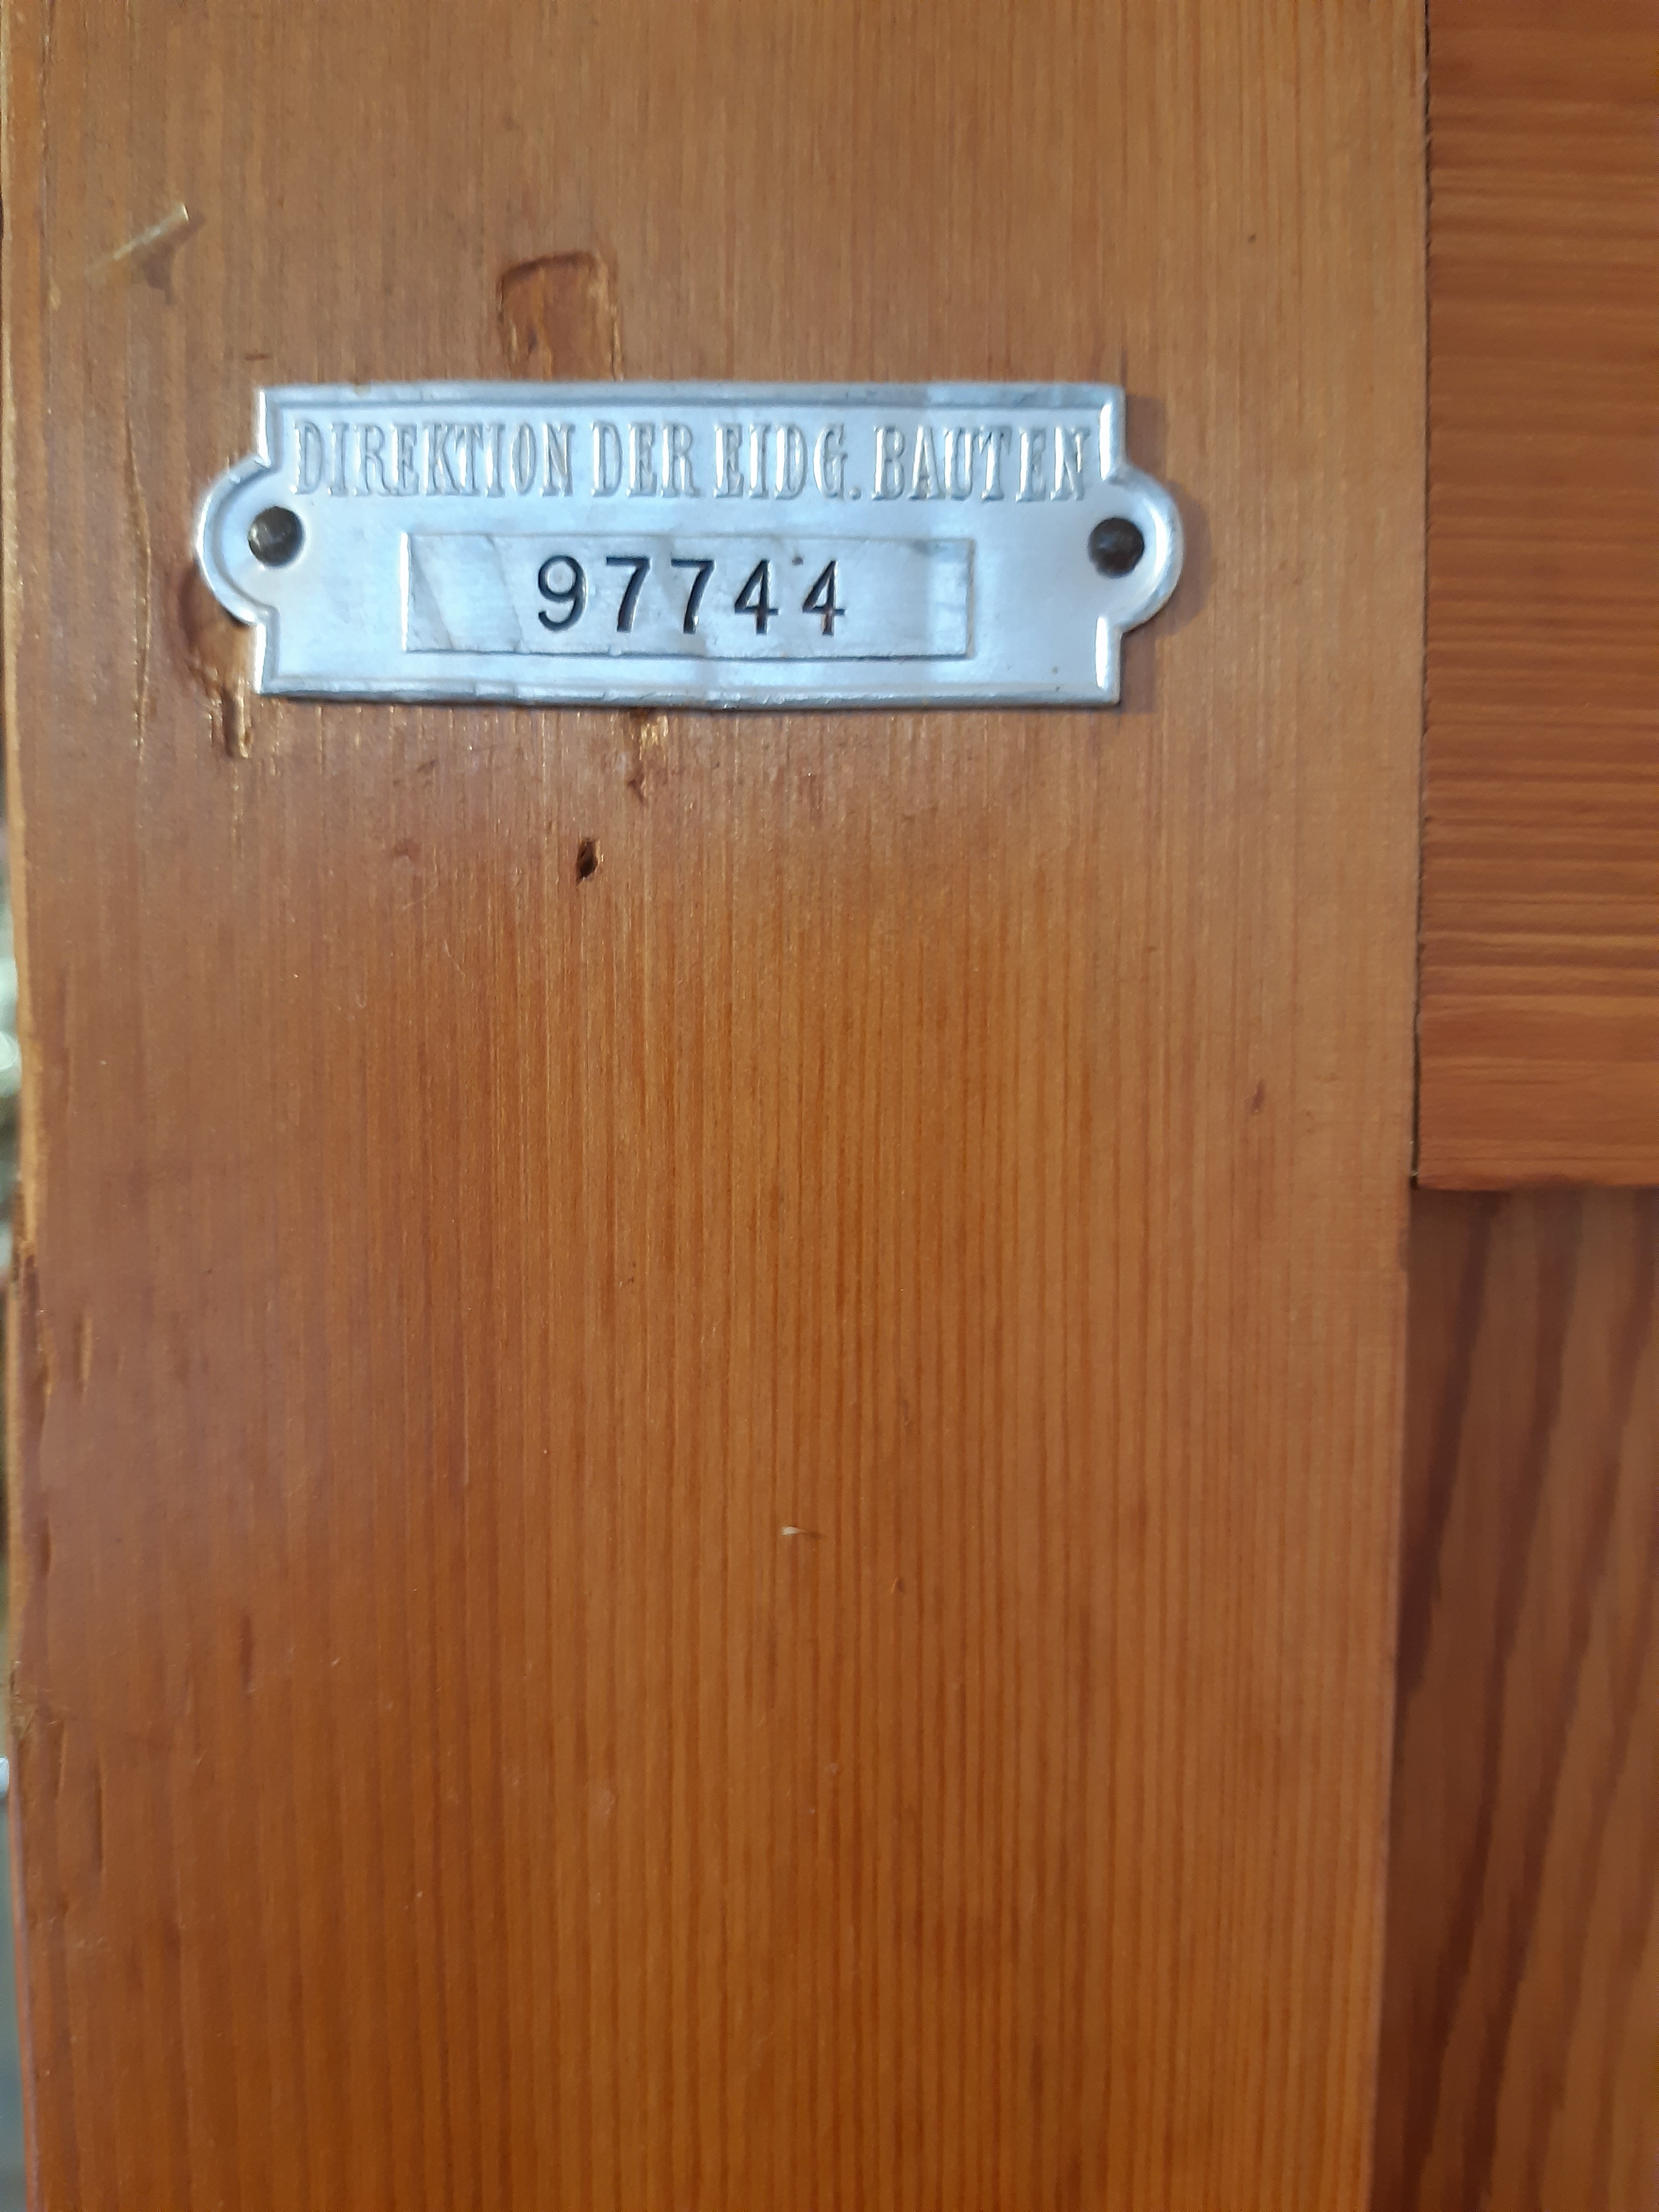 DIREKTION DER EIDG. BAUTEN
97744